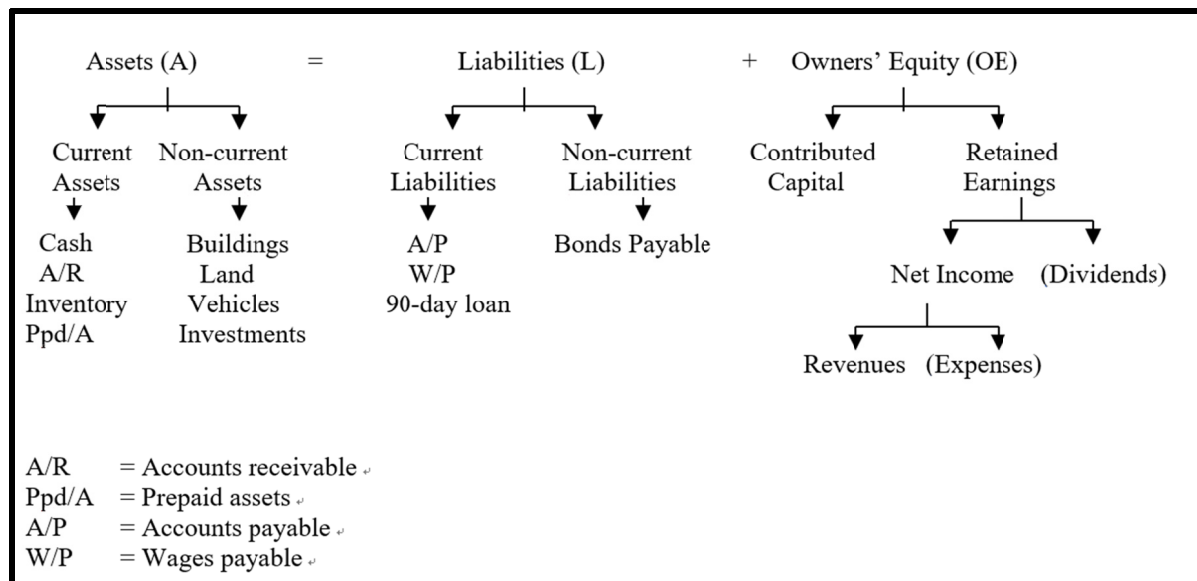 Assets (A) = Liabilities (L) + Owners’ Equity (OE)
Current Non-current Current Non-current Contributed Retained
Assets Assets Liabilities Liabilities Capital Earnings
Cash Buildings A/P Bonds Payable
A/R Land W/P Net Income (Dividends)
Inventory Vehicles 90-day loan
Ppd/A Investments
Revenues (Expenses)
A/R = Accounts receivable
Ppd/A = Prepaid assets
A/P = Accounts payable
W/P = Wages payable